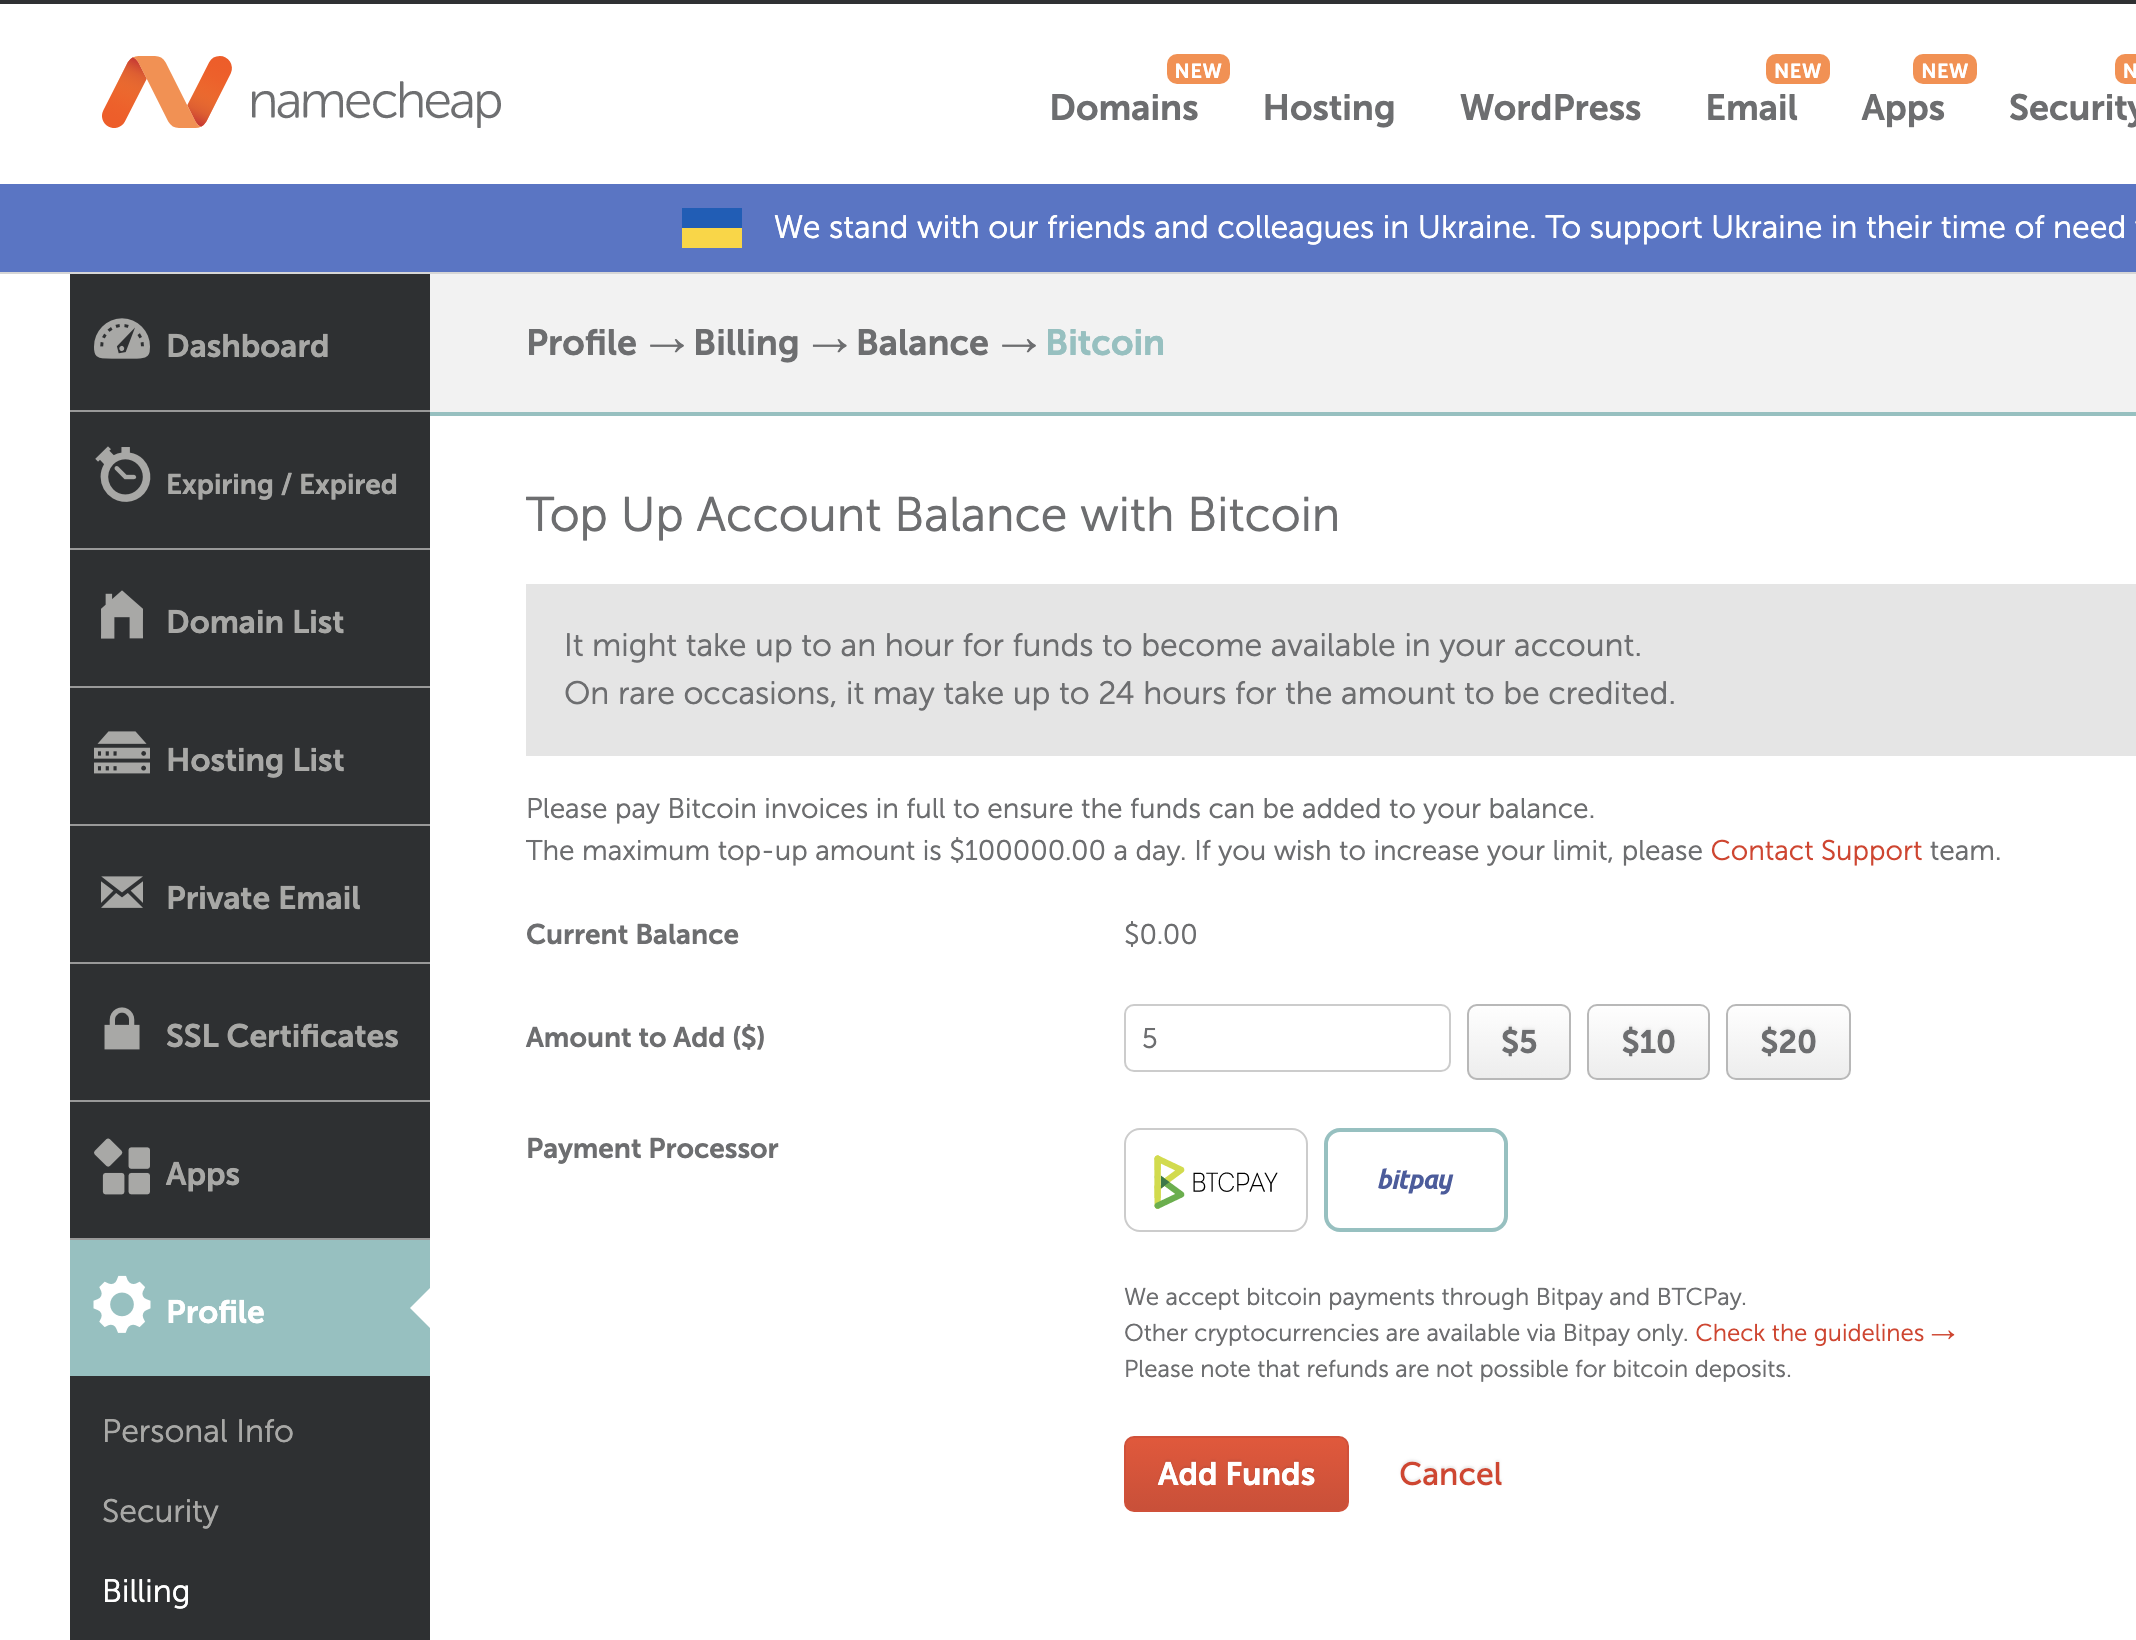 namecheap
NEW
Domains
Hosting
WordPress
NEW
Email
NEW
Apps
Security
We stand with our friends and colleagues in Ukraine. To support Ukraine in their time of need
Dashboard
Expiring / Expired
Domain List
Hosting List
Private Email
SSL Certificates
Apps
Profile
Personal Info
Security
Billing
Profile → Billing → Balance → Bitcoin
Top Up Account Balance with Bitcoin
It might take up to an hour for funds to become available in your account.
On rare occasions, it may take up to 24 hours for the amount to be credited.
Please pay Bitcoin invoices in full to ensure the funds can be added to your balance.
The maximum top-up amount is $100000.00 a day. If you wish to increase your limit, please Contact Support team.
Current Balance
$0.00
Amount to Add ($)
5
$5
$10
$20
Payment Processor
BTCPAY
bitpay
We accept bitcoin payments through Bitpay and BTCPay.
Other cryptocurrencies are available via Bitpay only. Check the guidelines →
Please note that refunds are not possible for bitcoin deposits.
Add Funds
Cancel